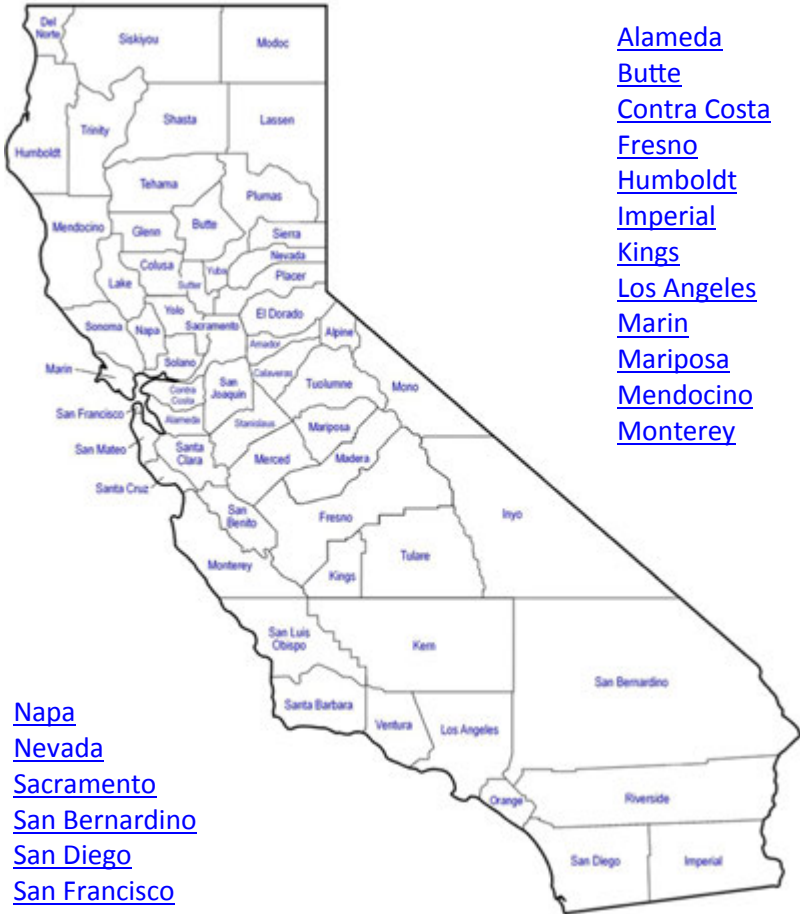 Del
Norte
Siskiyou
Modoc
Alameda
Butte
Contra Costa
Fresno
Humboldt
Imperial
Kings
Los Angeles
Marin
Mariposa
Mendocino
Monterey
Shasta
Lassen
Trinity
Humboldt
Tehama
Plumas
Mendocino
Glenn
Butte
Sierra
Nevada
Colusa
Yuba
Placer
Lake
Sutter
Yolo
El Dorado
Sonoma
Napa
Sacramento
Alpine
Amador
Solano
Marin
Calaveras
Contra
Costa
San
Joaquin
Tuolumne
Mono
San Francisco
Alameda
Stanislaus
Mariposa
San Mateo
Santa
Clara
Merced
Madera
Santa Cruz
San
Benito
Fresno
Inyo
Monterey
Kings
Tulare
San Luis
Obispo
Kern
San Bernardino
Santa Barbara
Ventura
Los Angeles
Orange
Riverside
San Diego
Imperial
Napa
Nevada
Sacramento
San Bernardino
San Diego
San Francisco